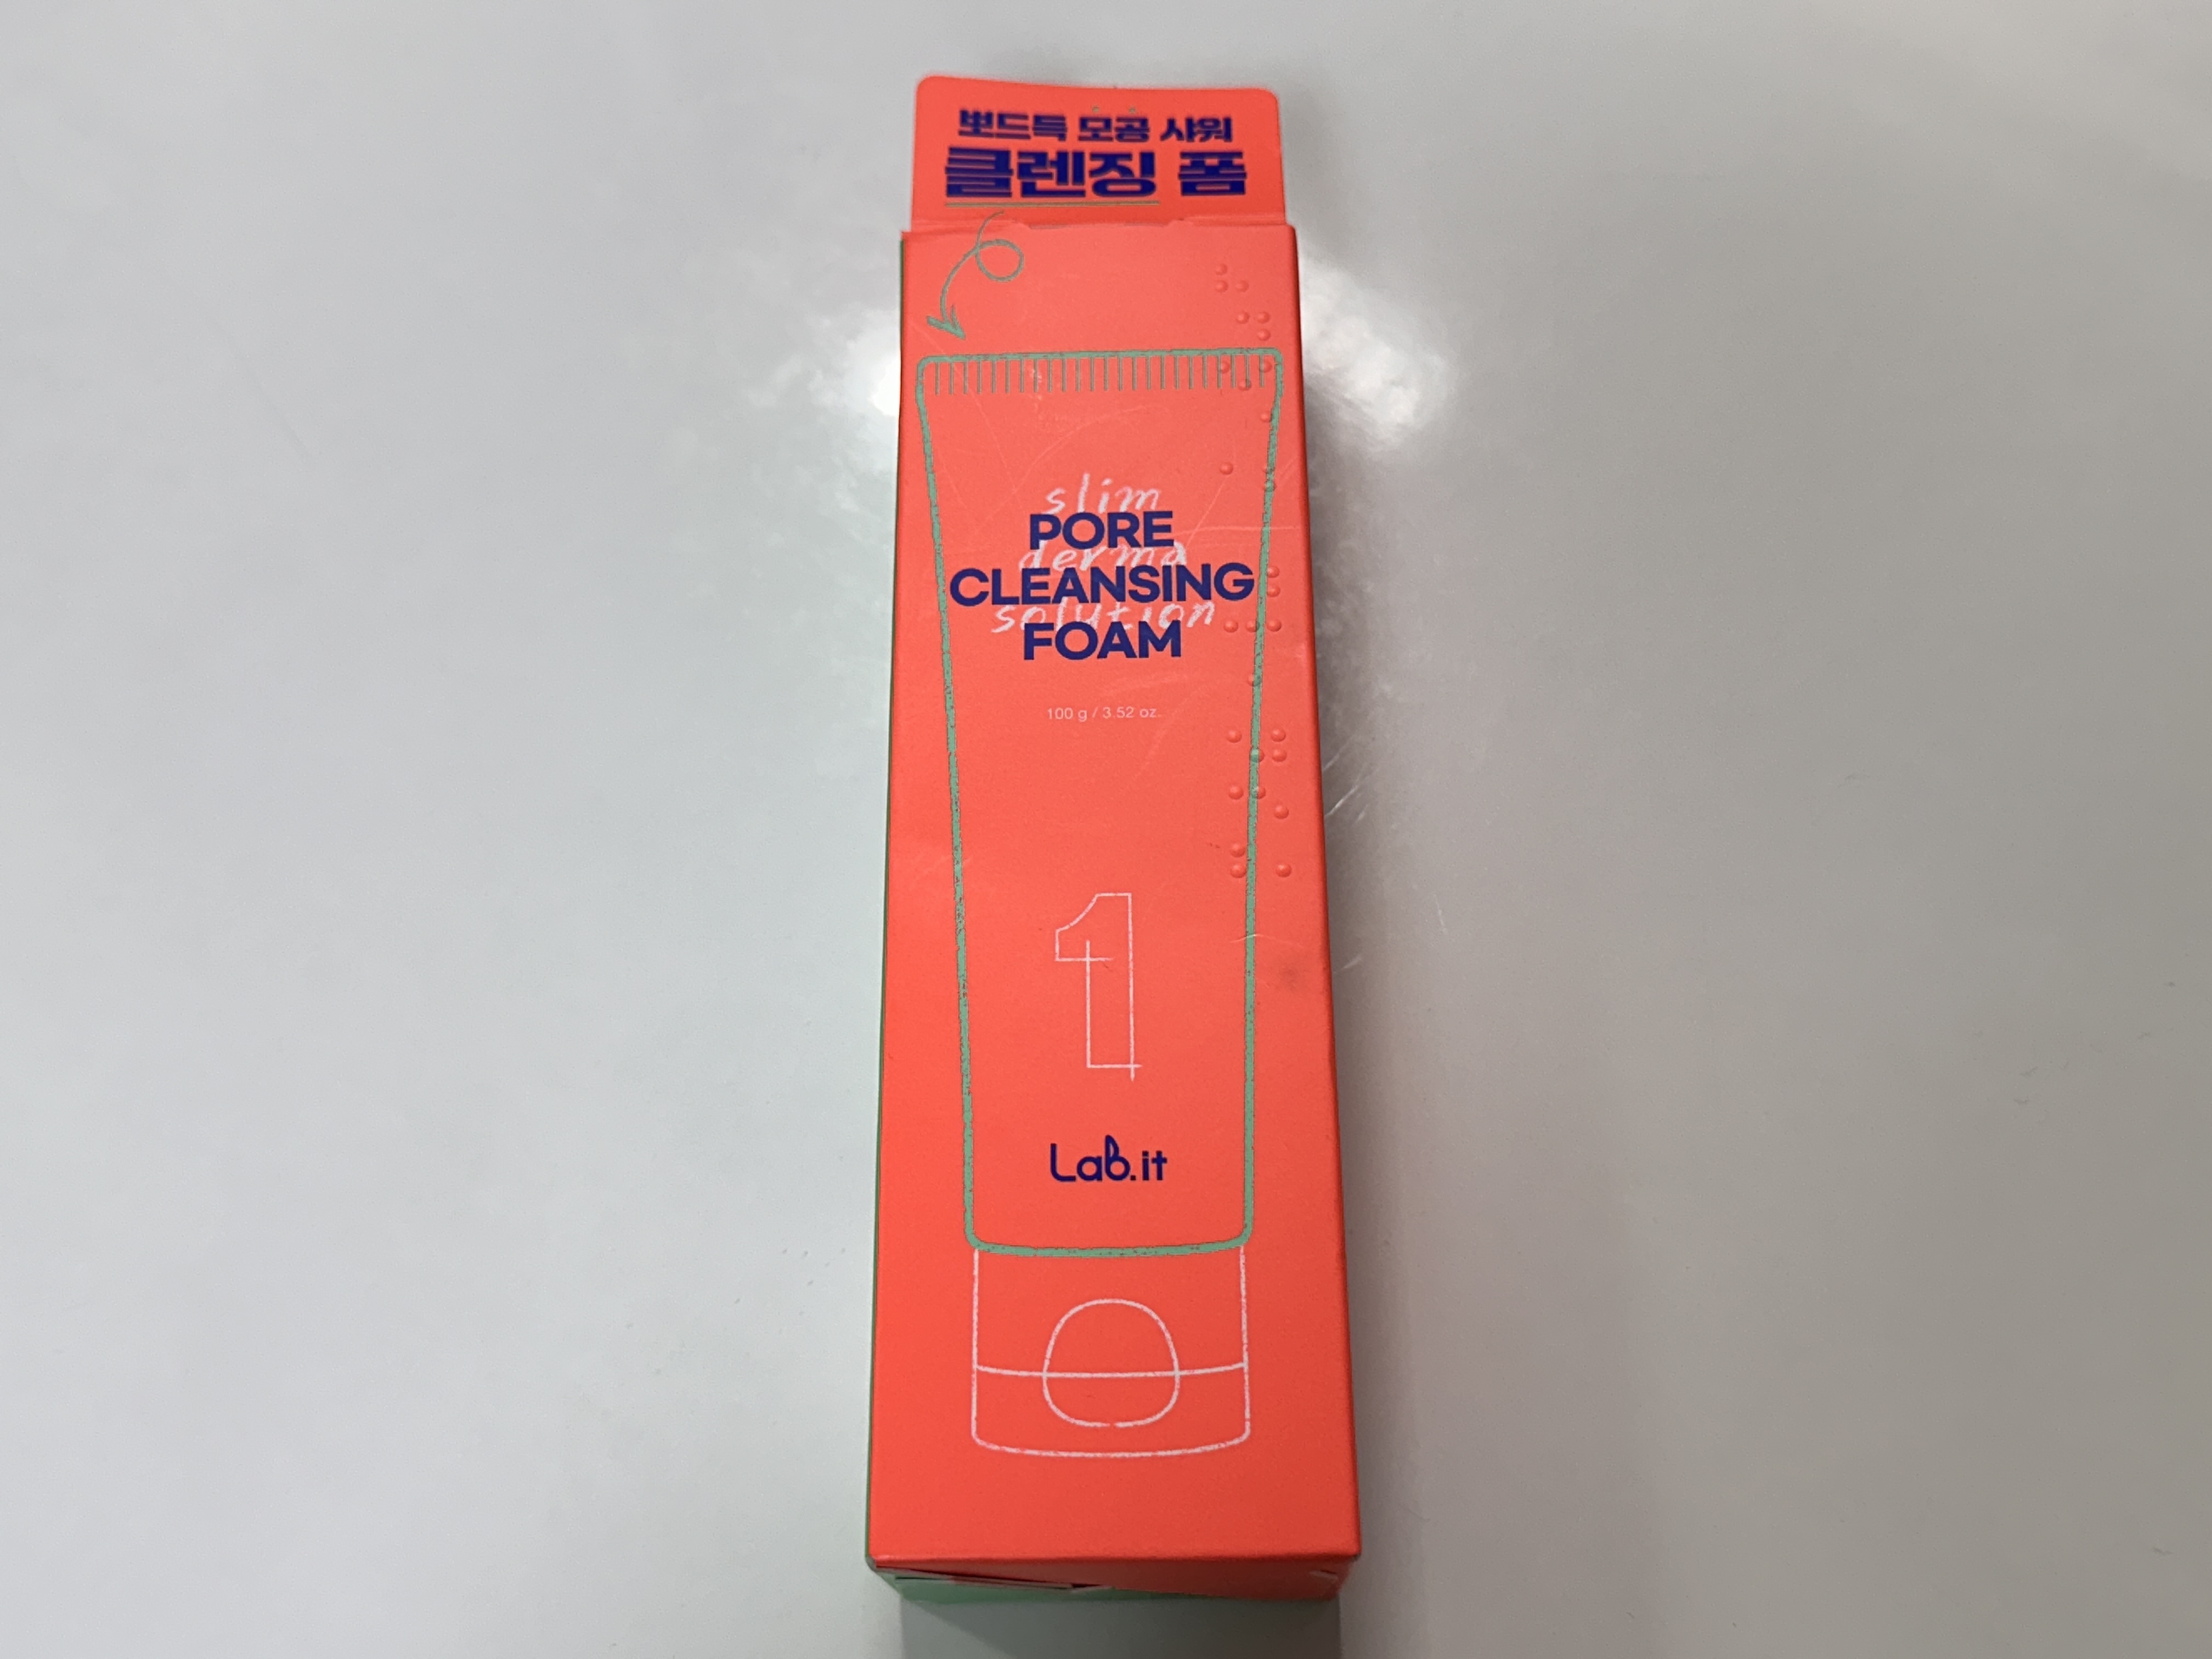 뽀드득 모공 샤워
클렌징 폼
slim
PORE
derma
CLEANSING
solution
FOAM
100 g / 3.52 oz.
1
Lab.it